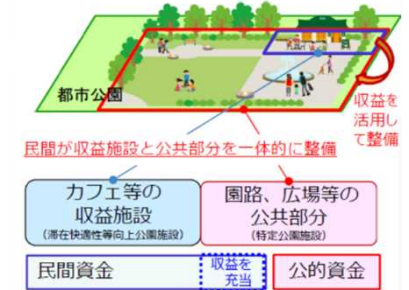 都市公園
収益を
活用し
て整備
民間が収益施設と公共部分を一体的に整備
カフェ等の
収益施設
(滞在快適性等向上公園施設)
園路、広場等の
公共部分
(特定公園施設)
民間資金
収益を
充当
公的資金